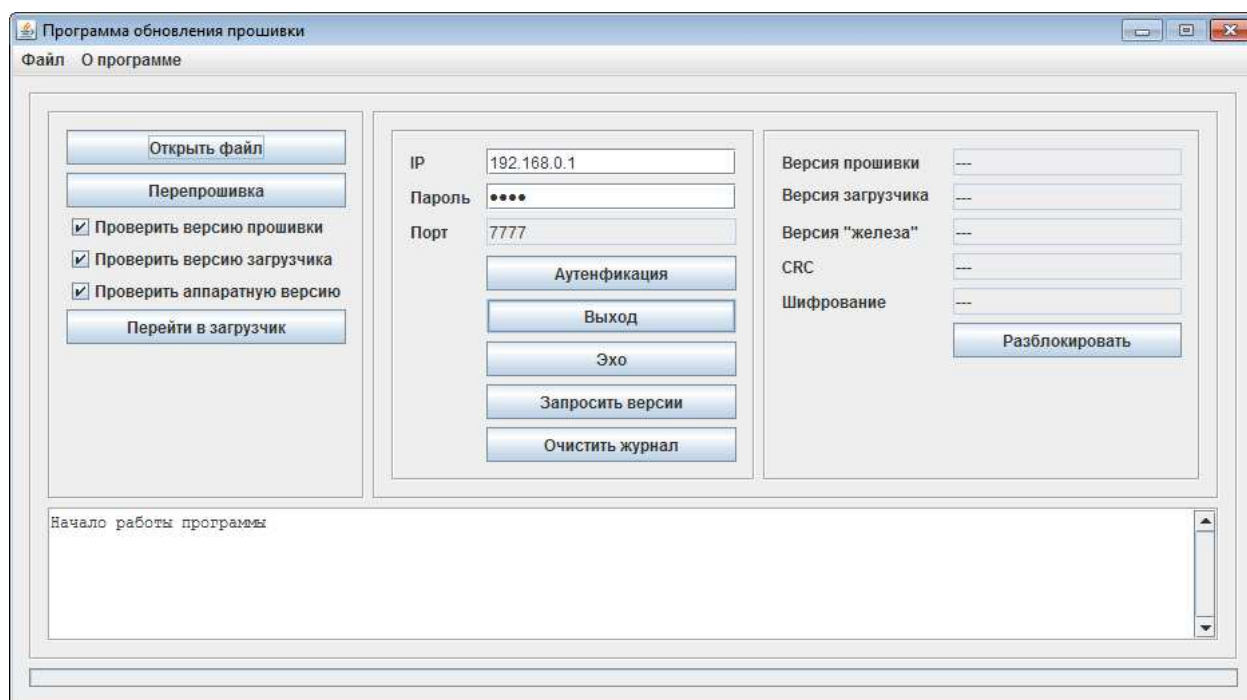 Программа обновления прошивки
Файл О программе
Открыть файл
Перепрошивка
Проверить версию прошивки
Проверить версию загрузчика
Проверить аппаратную версию
Перейти в загрузчик
IP 192.168.0.1
Пароль ●●●●
Порт 7777
Аутенфикация
Выход
Эхо
Запросить версии
Очистить журнал
Версия прошивки ---
Версия загрузчика ---
Версия "железа" ---
CRC ---
Шифрование ---
Разблокировать
Начало работы программы